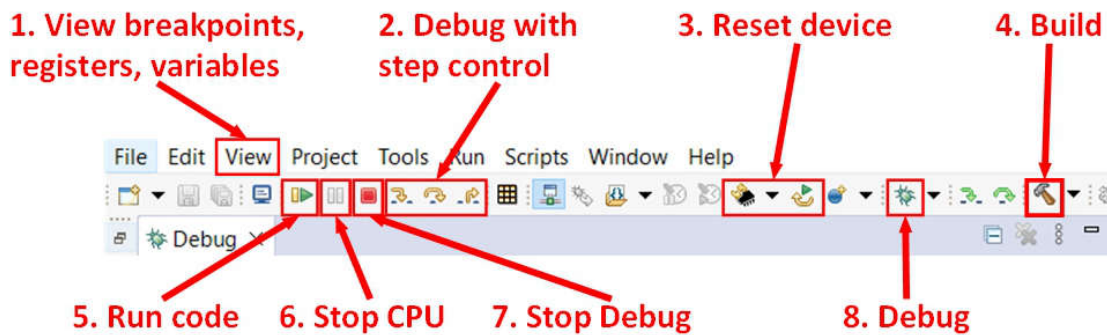 1. View breakpoints, registers, variables
2. Debug with step control
3. Reset device
4. Build
File Edit View Project Tools Run Scripts Window Help
Debug
5. Run code
6. Stop CPU
7. Stop Debug
8. Debug